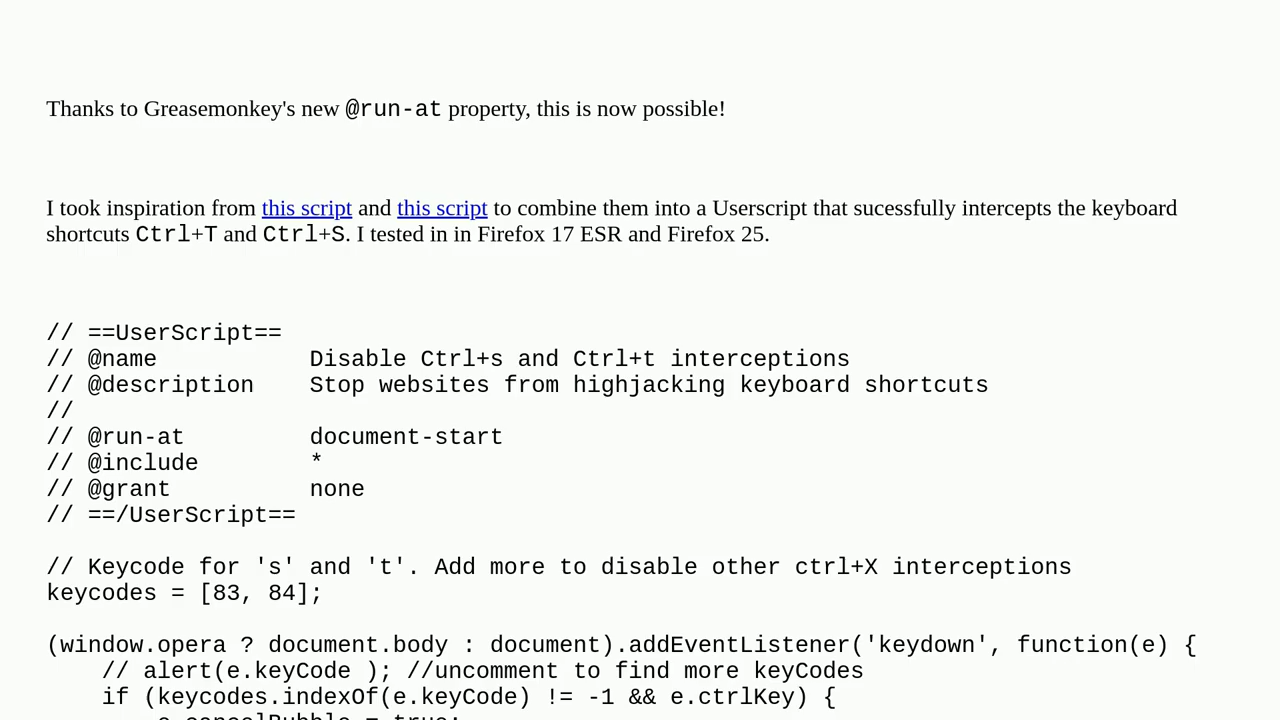 Thanks to Greasemonkey's new @run-at property, this is now possible!
I took inspiration from this script and this script to combine them into a Userscript that sucessfully intercepts the keyboard
shortcuts Ctrl+T and Ctrl+S. I tested in in Firefox 17 ESR and Firefox 25.
// ==UserScript==
// @name           Disable Ctrl+s and Ctrl+t interceptions
// @description    Stop websites from highjacking keyboard shortcuts
//
// @run-at         document-start
// @include        *
// @grant          none
// ==/UserScript==
// Keycode for 's' and 't'. Add more to disable other ctrl+X interceptions
keycodes = [83, 84];
(window.opera ? document.body : document).addEventListener('keydown', function(e) {
    // alert(e.keyCode ); //uncomment to find more keyCodes
    if (keycodes.indexOf(e.keyCode) != -1 && e.ctrlKey) {
        e.cancelBubble = true;